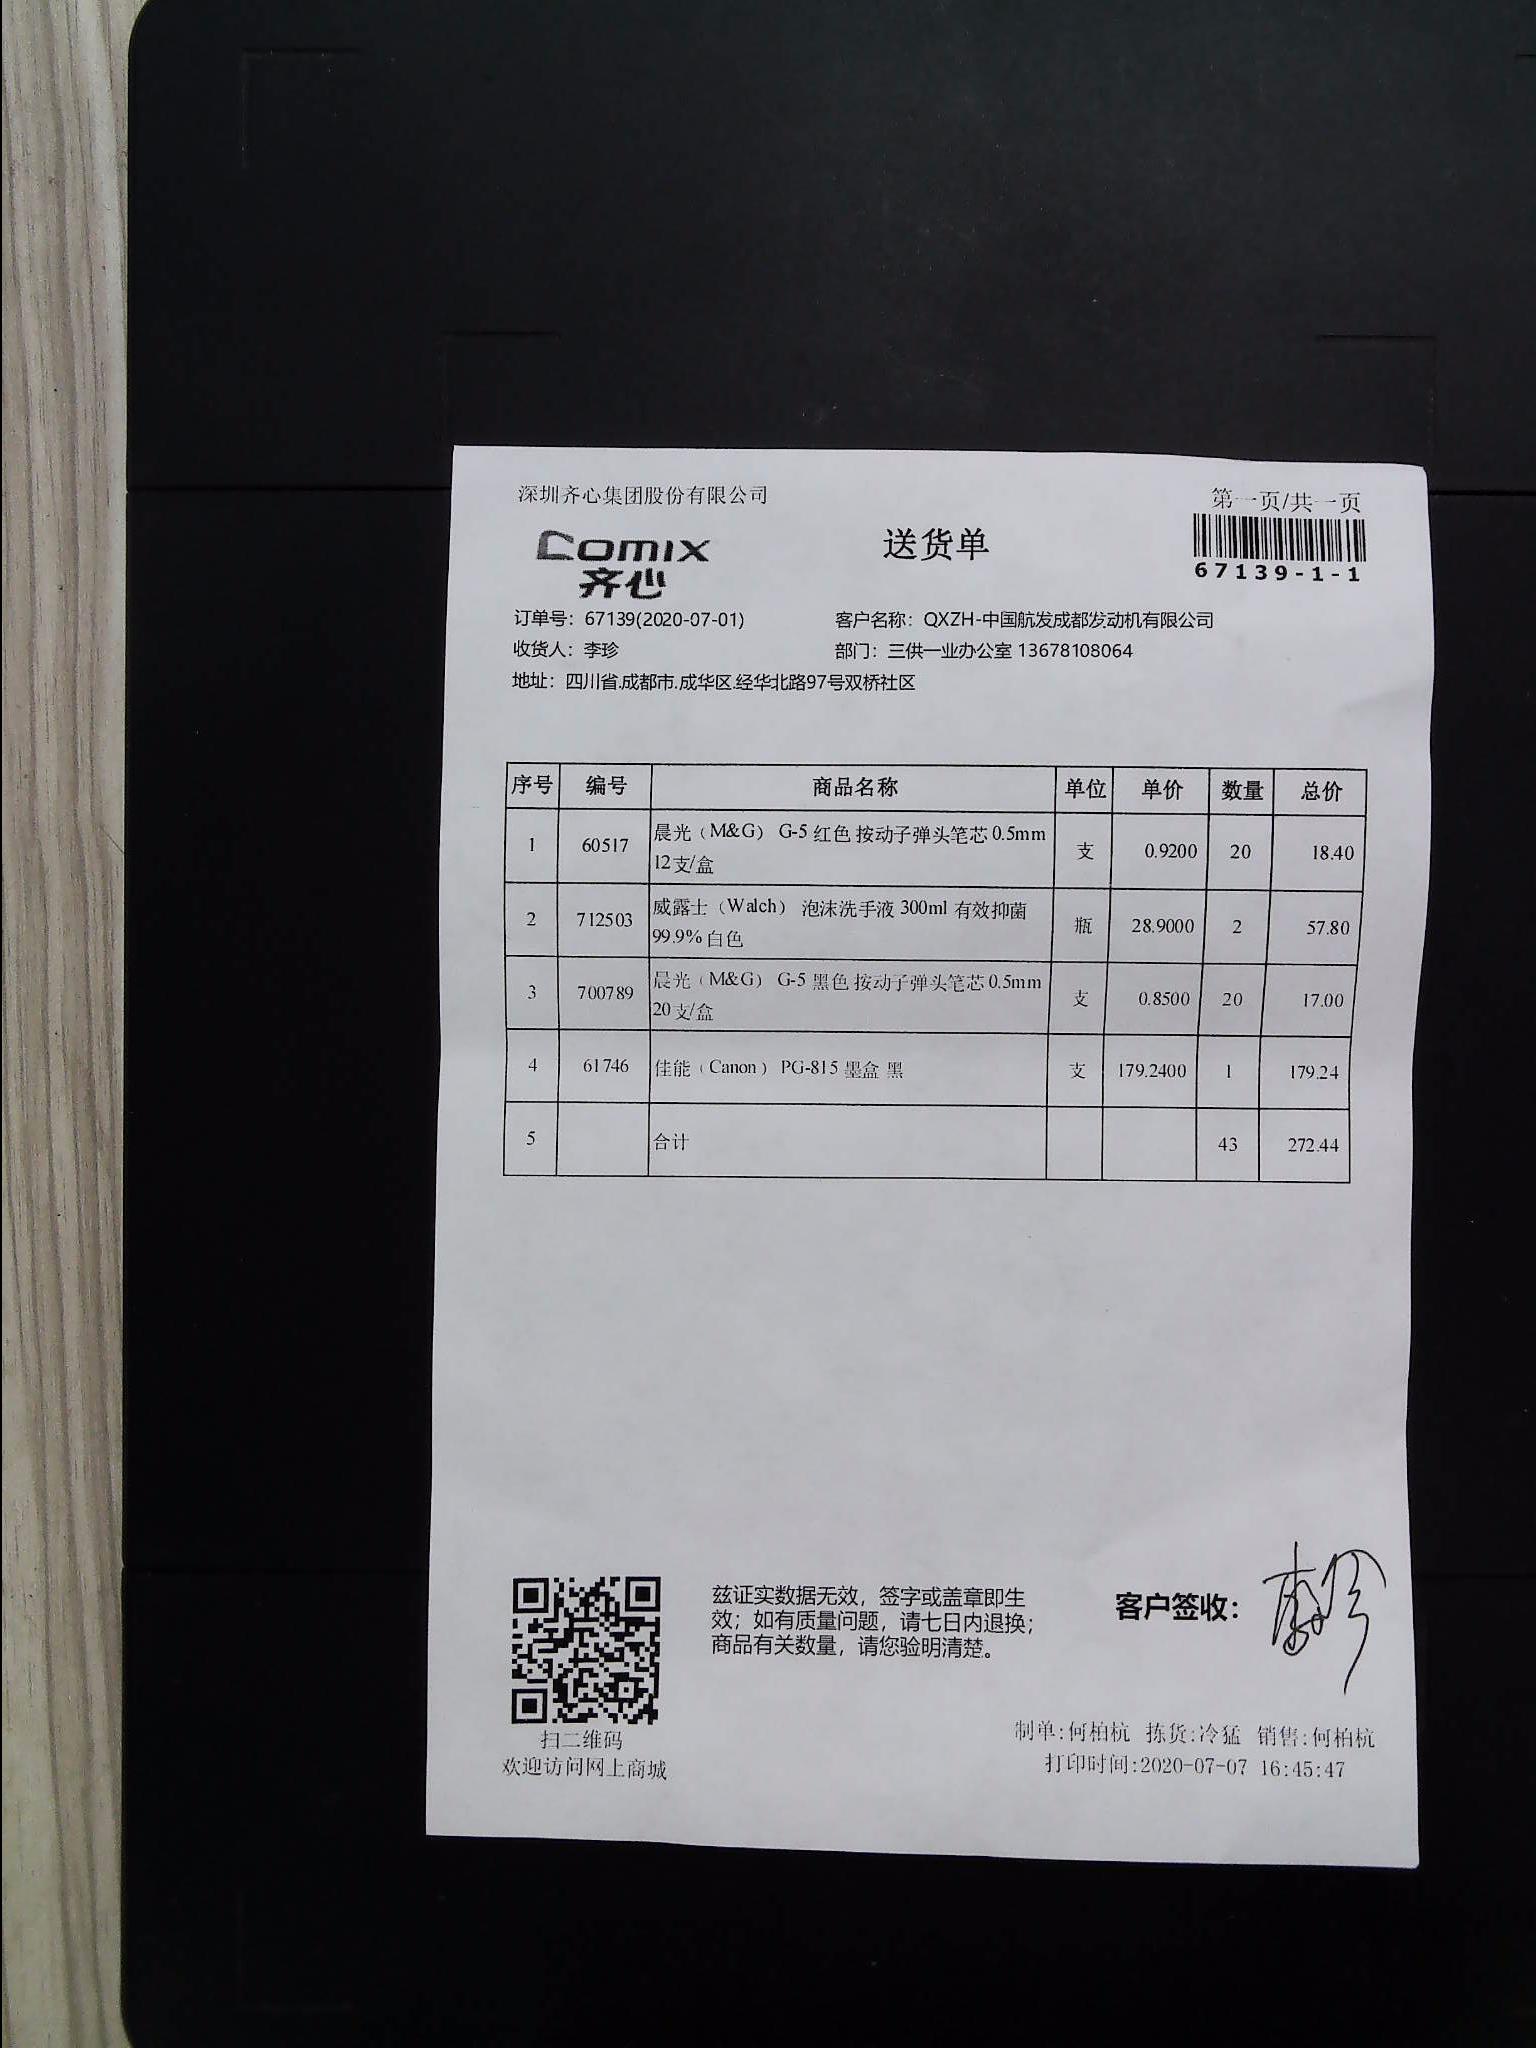 深圳齐心集团股份有限公司
第一页/共一页
comix
齐心
送货单
67139-1-1
订单号：67139(2020-07-01) 客户名称：QXZH-中国航发成都发动机有限公司
收货人：李珍 部门：三供一业办公室 13678108064
地址：四川省.成都市.成华区.经华北路97号双桥社区
序号 编号 商品名称 单位 单价 数量 总价
1 60517 晨光（M&G） G-5 红色 按动子弹头笔芯 0.5mm 支 0.9200 20 18.40
12支/盒
2 712503 威露士（Walch） 泡沫洗手液 300ml 有效抑菌 瓶 28.9000 2 57.80
99.9% 白色
3 700789 晨光（M&G） G-5 黑色 按动子弹头笔芯 0.5mm 支 0.8500 20 17.00
20支/盒
4 61746 佳能（Canon） PG-815 墨盒 黑 支 179.2400 1 179.24
5 合计 43 272.44
兹证实数据无效，签字或盖章即生
效；如有质量问题，请七日内退换；
商品有关数量，请您验明清楚。
客户签收：李珍
扫二维码
欢迎访问网上商城
制单:何柏杭 拣货:冷猛 销售:何柏杭
打印时间:2020-07-07 16:45:47